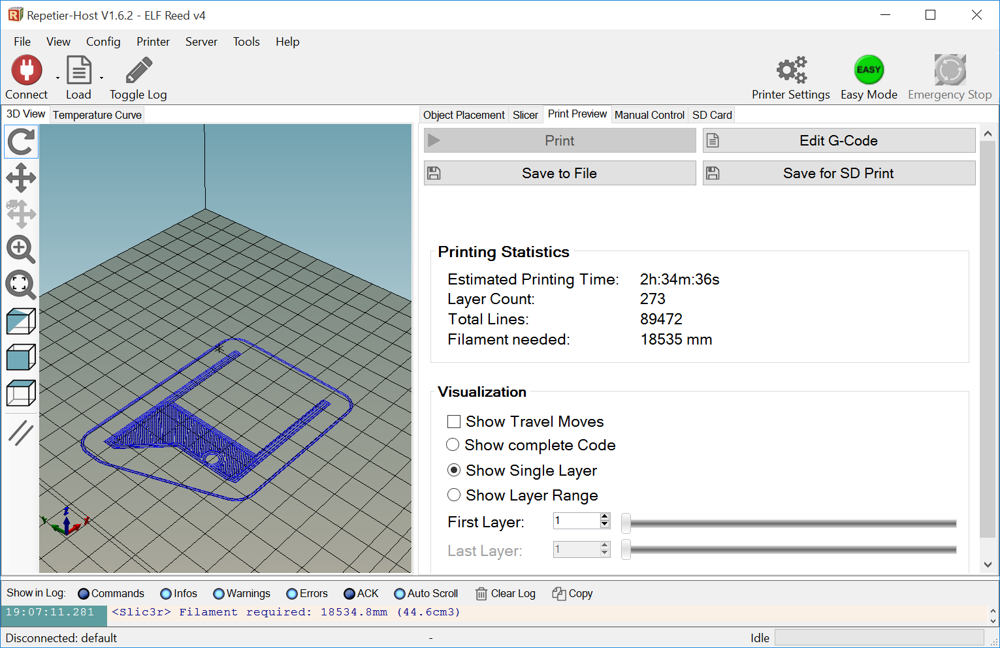 Repetier-Host V1.6.2 - ELF Reed v4
File View Config Printer Server Tools Help
Connect Load Toggle Log Printer Settings EASY Easy Mode Emergency Stop
3D View Temperature Curve
Object Placement Slicer Print Preview Manual Control SD Card
Print Edit G-Code
Save to File Save for SD Print
Printing Statistics
Estimated Printing Time: 2h:34m:36s
Layer Count: 273
Total Lines: 89472
Filament needed: 18535 mm
Visualization
Show Travel Moves
Show complete Code
Show Single Layer
Show Layer Range
First Layer: 1
Last Layer: 1
Z
Y X
Show in Log: Commands Infos Warnings Errors ACK Auto Scroll Clear Log Copy
19:07:11.281 <Slic3r> Filament required: 18534.8mm (44.6cm3)
Disconnected: default - Idle